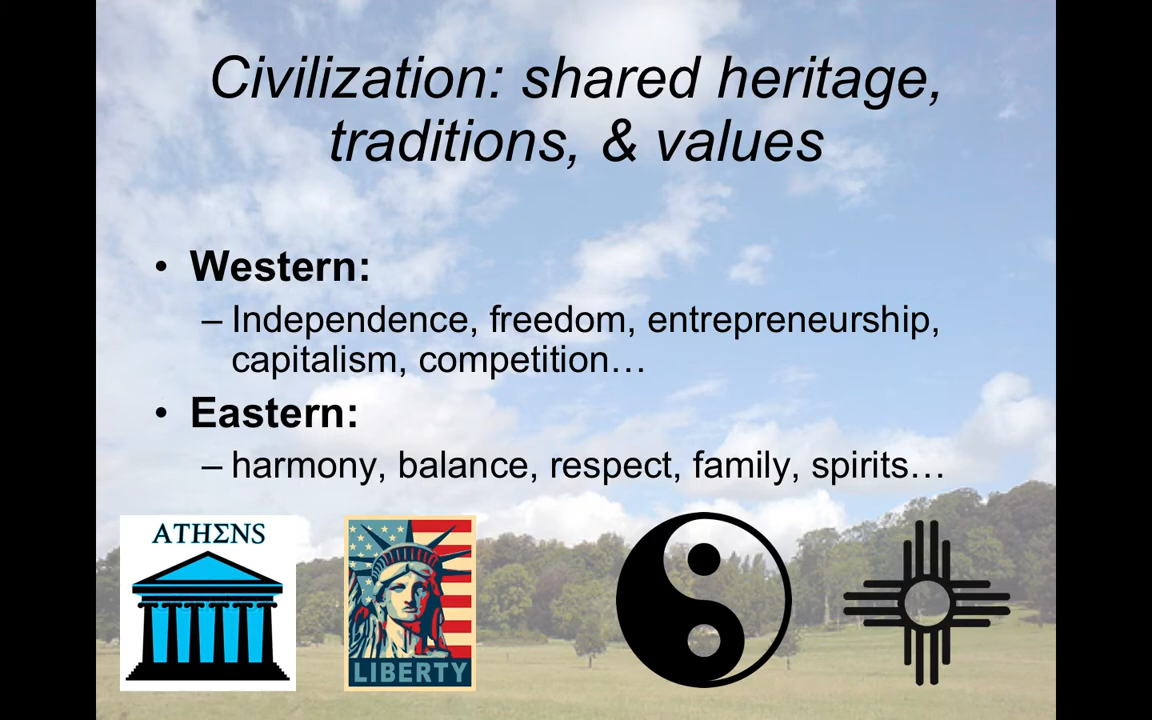 Civilization: shared heritage,
traditions, & values
• Western:
– Independence, freedom, entrepreneurship,
capitalism, competition…
• Eastern:
– harmony, balance, respect, family, spirits…
ATHΣNS
LIBERTY